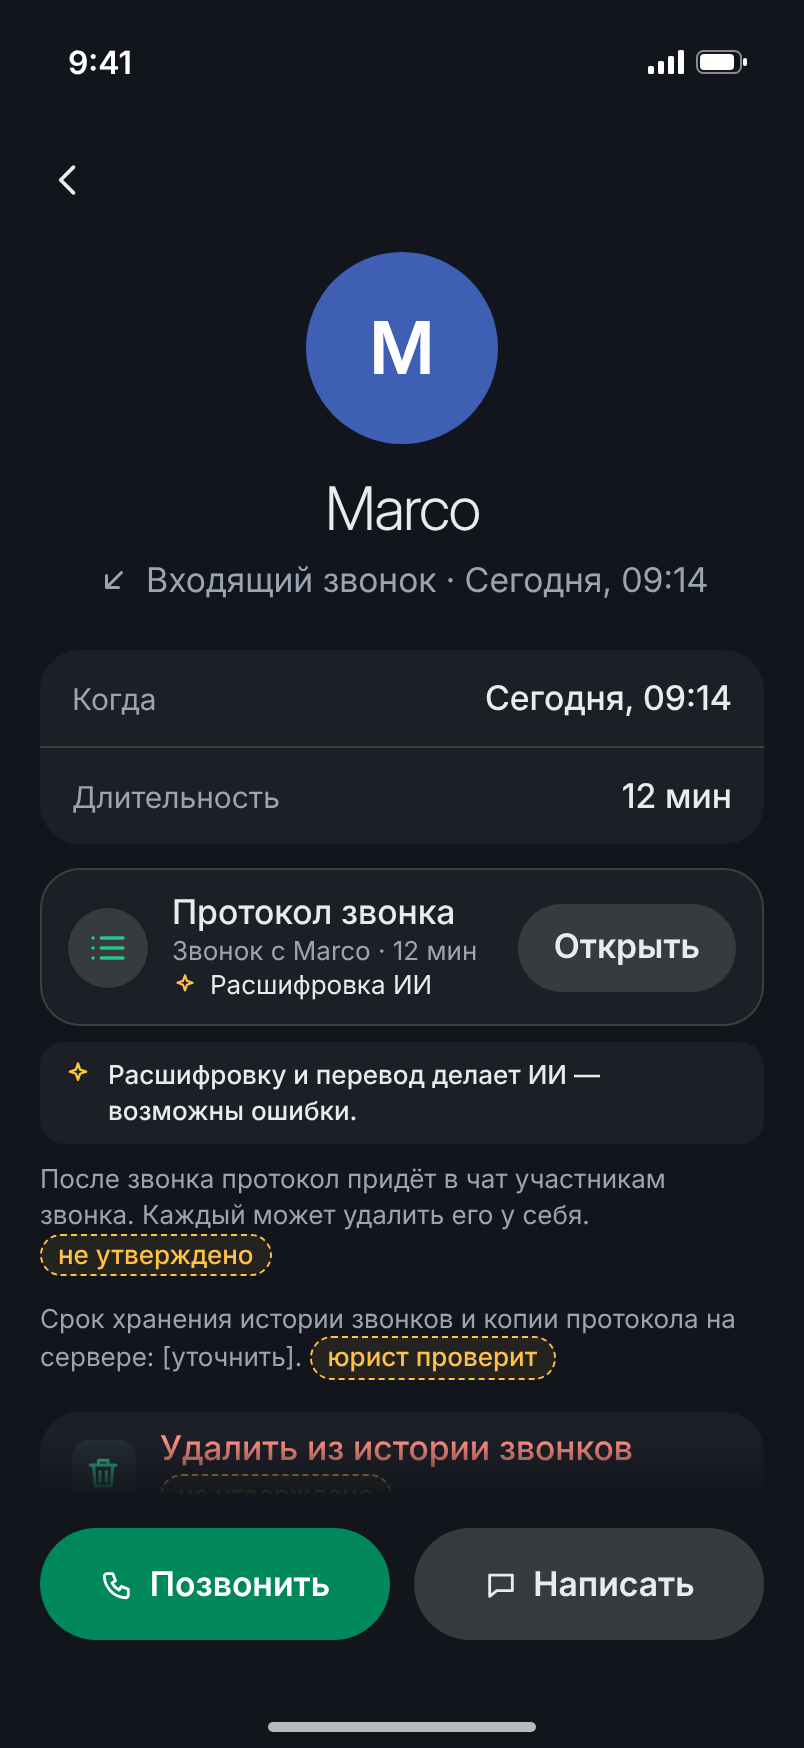 9:41
M
Marco
Входящий звонок · Сегодня, 09:14
Когда
Сегодня, 09:14
Длительность
12 мин
Протокол звонка
Звонок с Marco · 12 мин
Расшифровка ИИ
Открыть
Расшифровку и перевод делает ИИ —
возможны ошибки.
После звонка протокол придёт в чат участникам
звонка. Каждый может удалить его у себя.
не утверждено
Срок хранения истории звонков и копии протокола на
сервере: [уточнить]. юрист проверит
Удалить из истории звонков
не утверждено
Позвонить
Написать